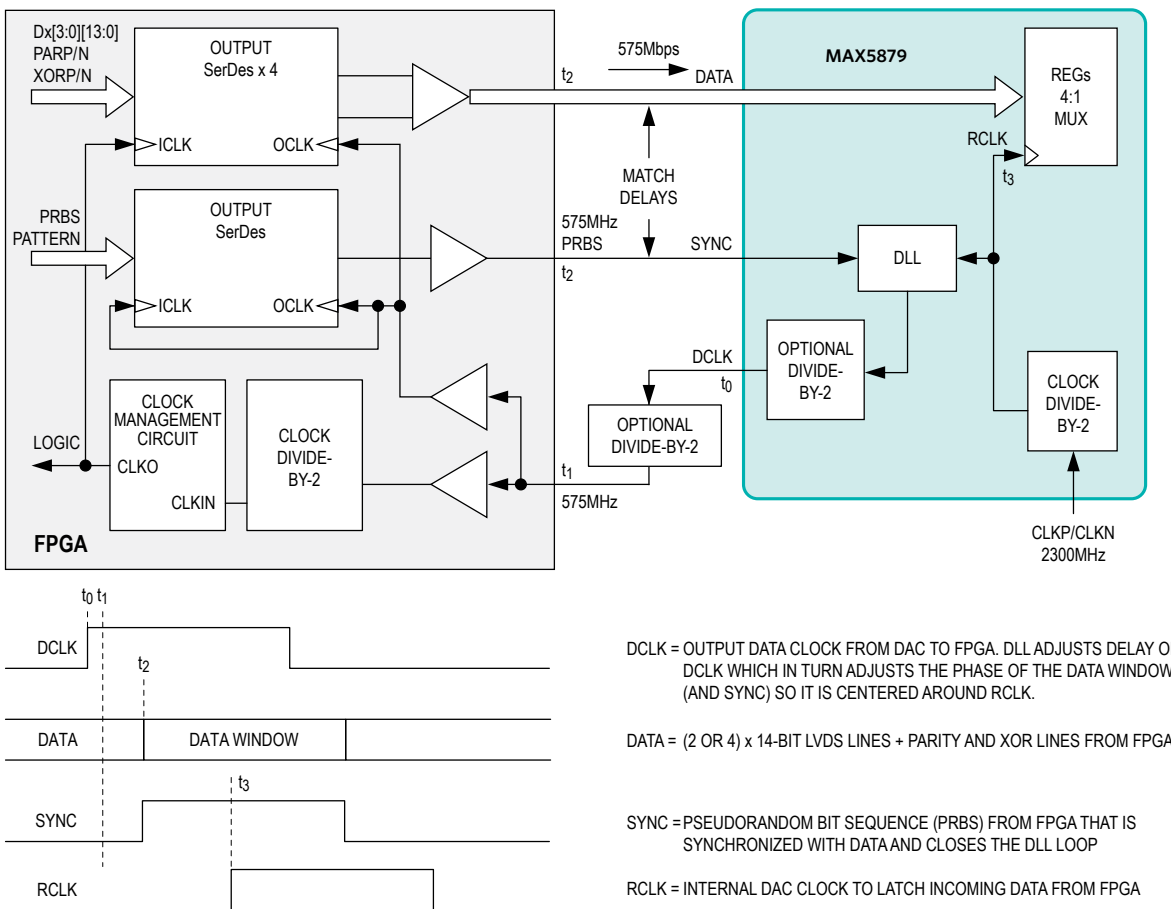 Dx[3:0][13:0]
PARP/N
XORP/N
OUTPUT
SerDes x 4
ICLK
OCLK
t2
575Mbps
DATA
MAX5879
REGs
4:1
MUX
RCLK
t3
MATCH
DELAYS
PRBS
PATTERN
OUTPUT
SerDes
ICLK
OCLK
575MHz
PRBS
t2
SYNC
DLL
DCLK
t0
OPTIONAL
DIVIDE-
BY-2
OPTIONAL
DIVIDE-BY-2
CLOCK
DIVIDE-
BY-2
LOGIC
CLOCK
MANAGEMENT
CIRCUIT
CLKO
CLKIN
CLOCK
DIVIDE-
BY-2
t1
575MHz
FPGA
CLKP/CLKN
2300MHz
t0 t1
DCLK
t2
DATA
DATA WINDOW
t3
SYNC
RCLK
DCLK = OUTPUT DATA CLOCK FROM DAC TO FPGA. DLL ADJUSTS DELAY O
DCLK WHICH IN TURN ADJUSTS THE PHASE OF THE DATA WINDOW
(AND SYNC) SO IT IS CENTERED AROUND RCLK.
DATA = (2 OR 4) x 14-BIT LVDS LINES + PARITY AND XOR LINES FROM FPGA
SYNC = PSEUDORANDOM BIT SEQUENCE (PRBS) FROM FPGA THAT IS
SYNCHRONIZED WITH DATA AND CLOSES THE DLL LOOP
RCLK = INTERNAL DAC CLOCK TO LATCH INCOMING DATA FROM FPGA